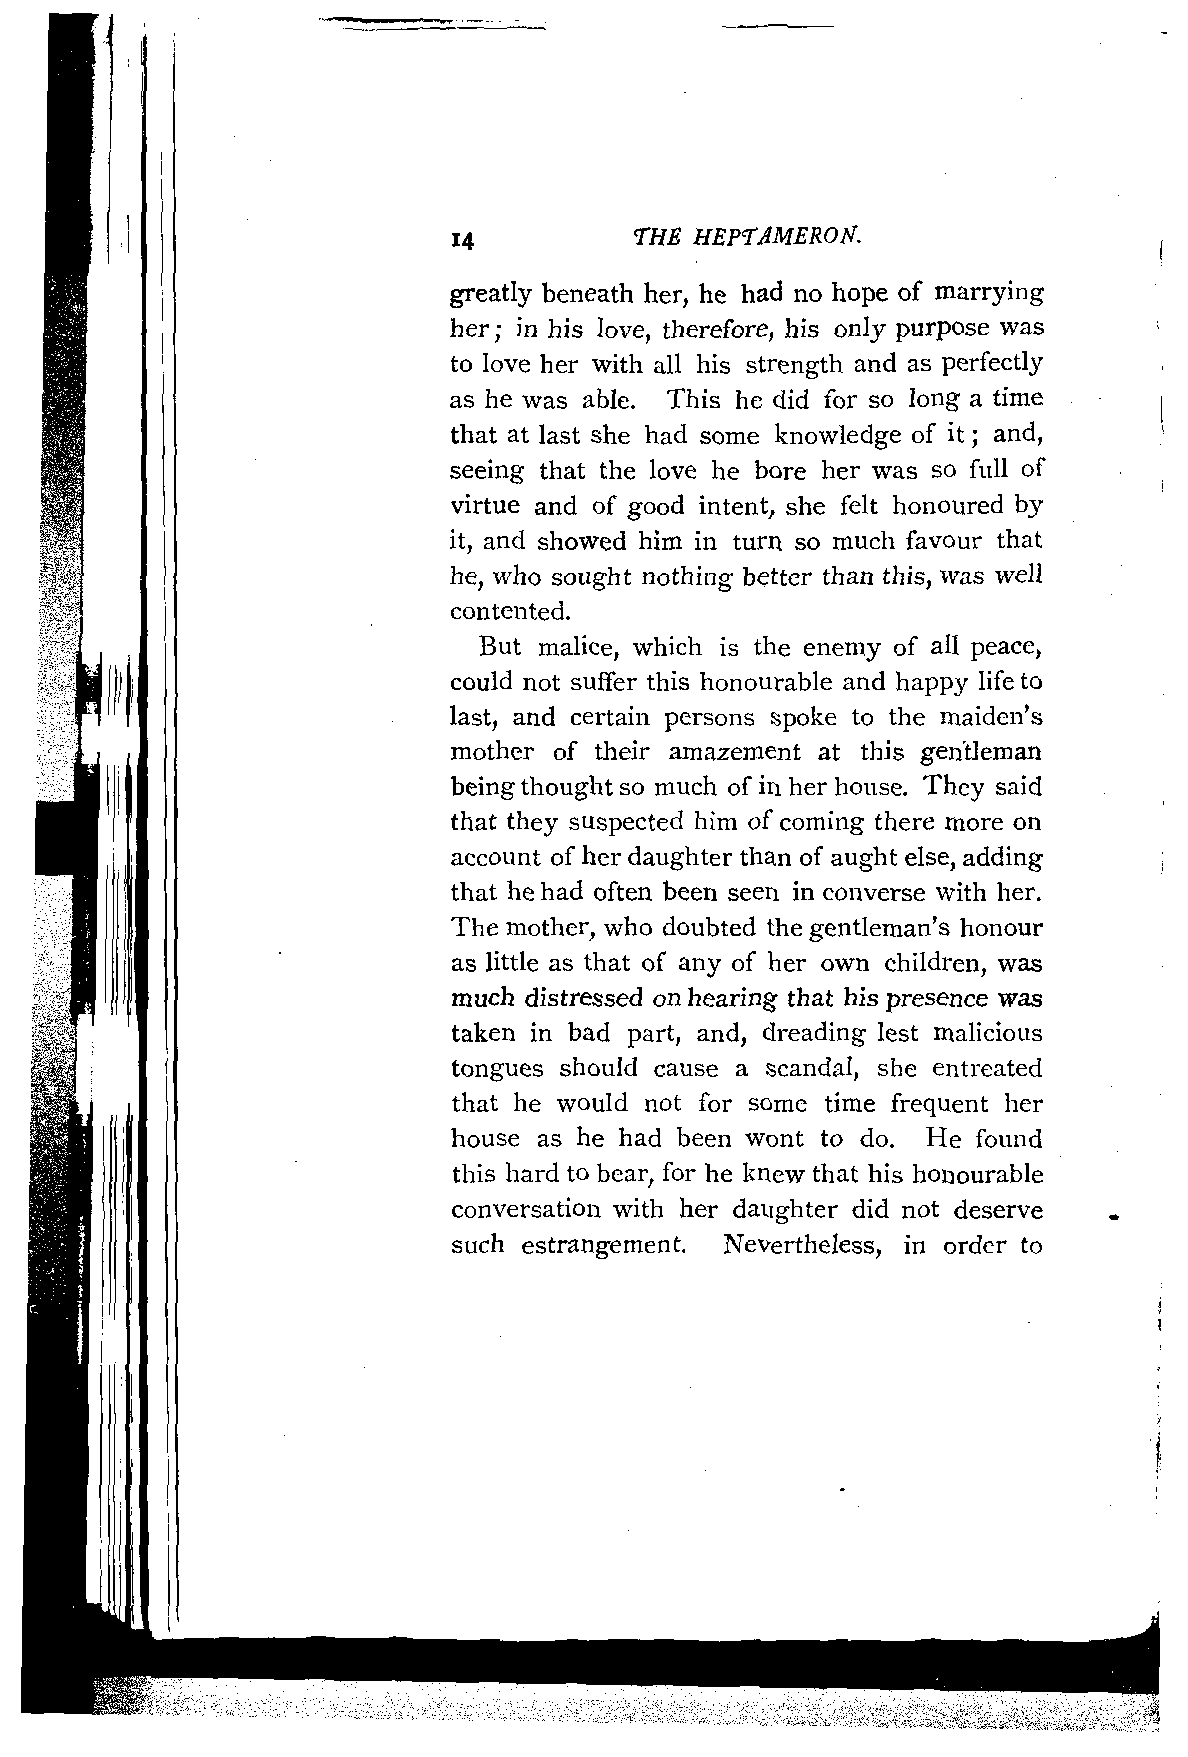 14 THE HEPTAMERON.
greatly beneath her, he had no hope of marrying
her; in his love, therefore, his only purpose was
to love her with all his strength and as perfectly
as he was able. This he did for so long a time
that at last she had some knowledge of it; and,
seeing that the love he bore her was so full of
virtue and of good intent, she felt honoured by
it, and showed him in turn so much favour that
he, who sought nothing better than this, was well
contented.
But malice, which is the enemy of all peace,
could not suffer this honourable and happy life to
last, and certain persons spoke to the maiden's
mother of their amazement at this gentleman
being thought so much of in her house. They said
that they suspected him of coming there more on
account of her daughter than of aught else, adding
that he had often been seen in converse with her.
The mother, who doubted the gentleman's honour
as little as that of any of her own children, was
much distressed on hearing that his presence was
taken in bad part, and, dreading lest malicious
tongues should cause a scandal, she entreated
that he would not for some time frequent her
house as he had been wont to do. He found
this hard to bear, for he knew that his honourable
conversation with her daughter did not deserve
such estrangement. Nevertheless, in order to